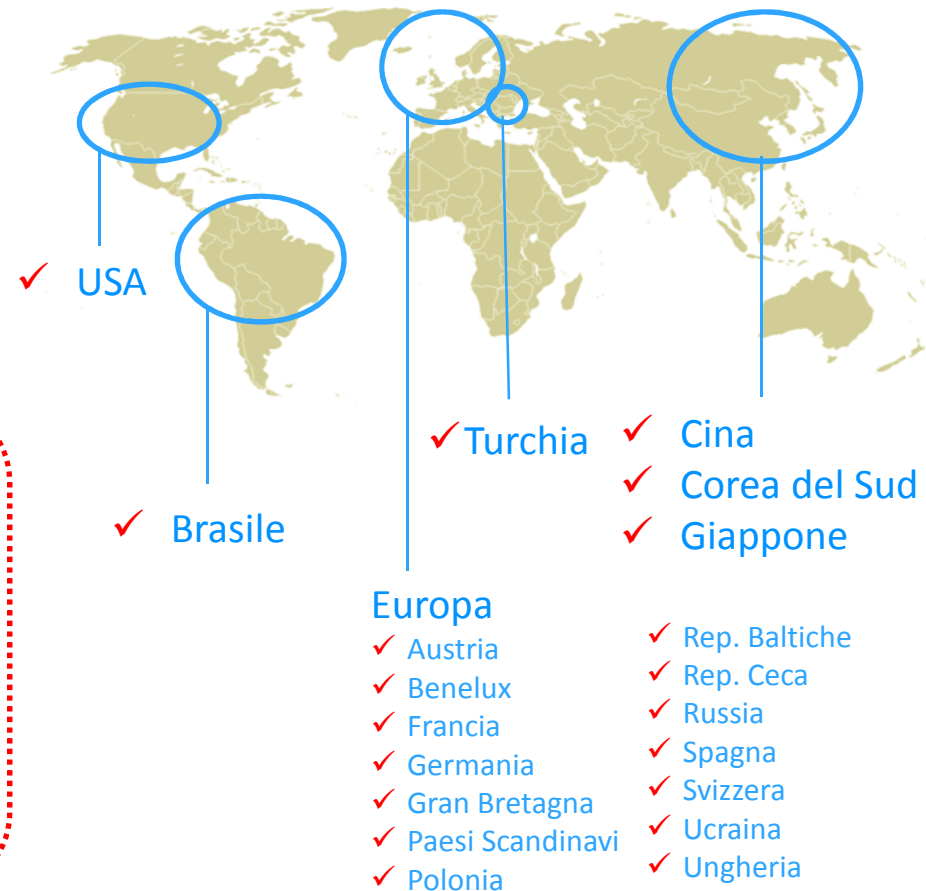 USA
Brasile
Turchia
Cina
Corea del Sud
Giappone
Europa
Austria
Benelux
Francia
Germania
Gran Bretagna
Paesi Scandinavi
Polonia
Rep. Baltiche
Rep. Ceca
Russia
Spagna
Svizzera
Ucraina
Ungheria